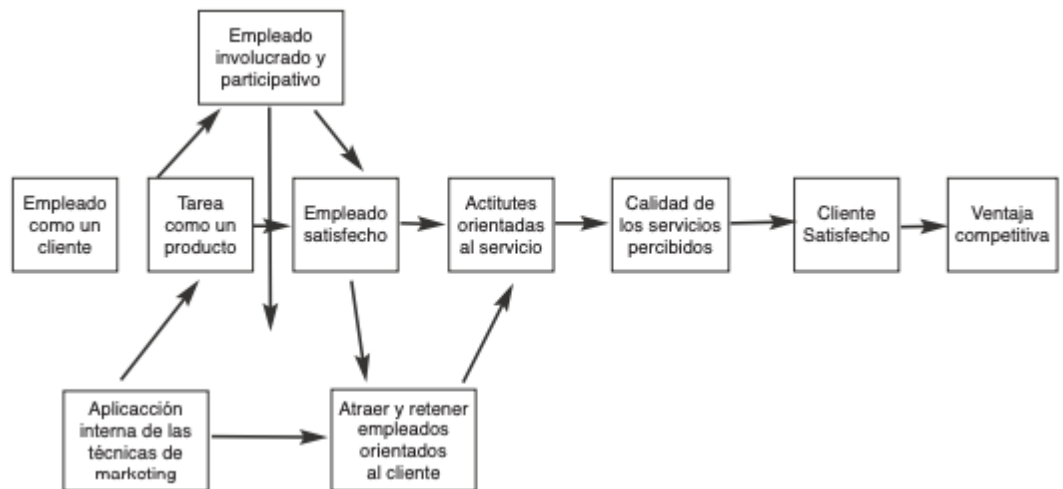 Empleado
involucrado y
participativo
Empleado
como un
cliente
Tarea
como un
producto
Empleado
satisfecho
Actitutes
orientadas
al servicio
Calidad de
los servicios
percibidos
Cliente
Satisfecho
Ventaja
competitiva
Aplicacción
interna de las
técnicas de
marketing
Atraer y retener
empleados
orientados
al cliente